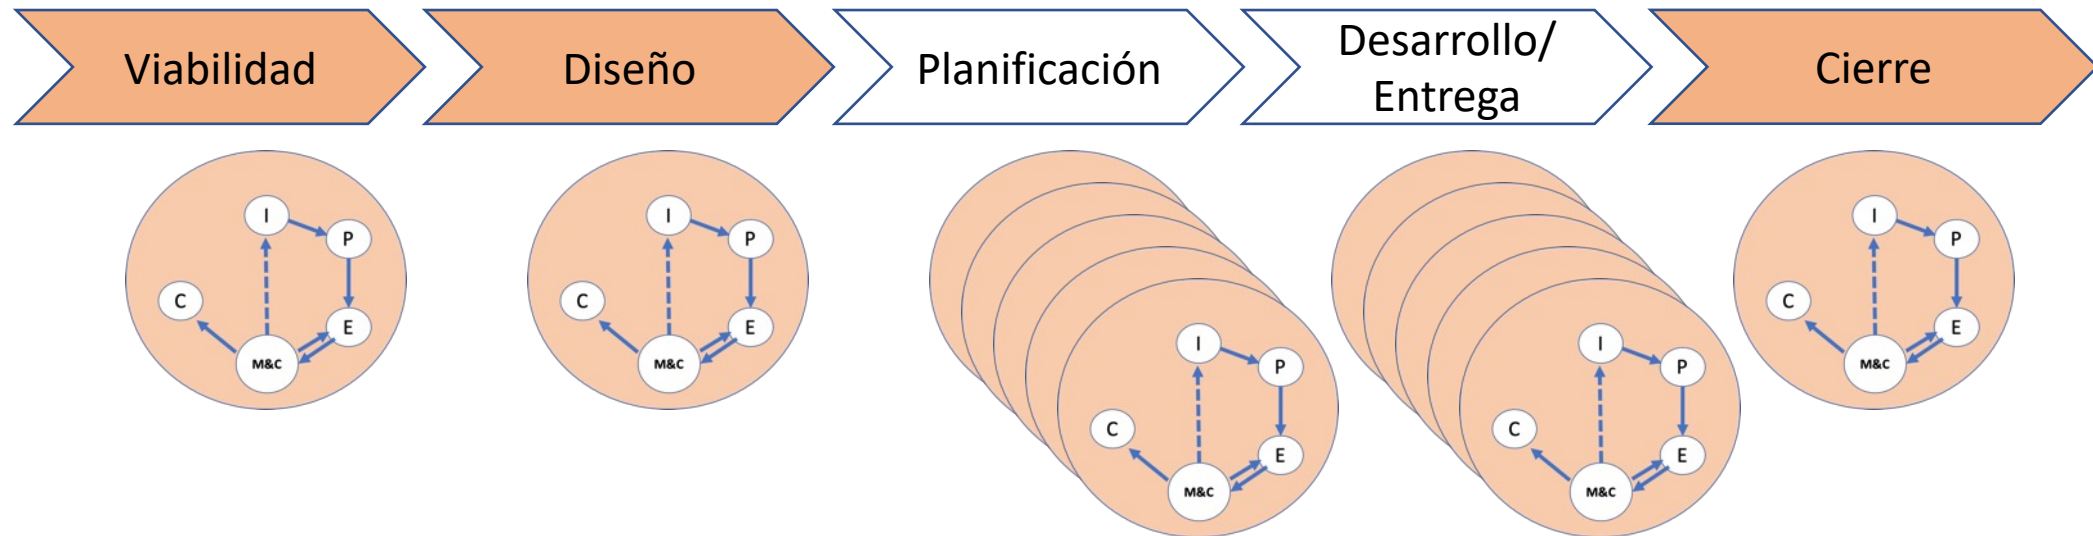 Viabilidad
Diseño
Planificación
Desarrollo/
Entrega
Cierre
I
P
C
E
M&C
I
P
C
E
M&C
I
P
C
E
M&C
I
P
C
E
M&C
I
P
C
E
M&C